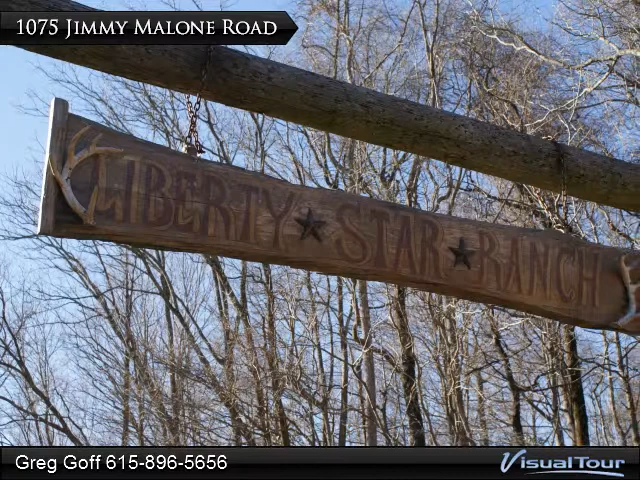 1075 Jimmy Malone Road
LIBERTY STAR RANCH
Greg Goff 615-896-5656
VisualTour